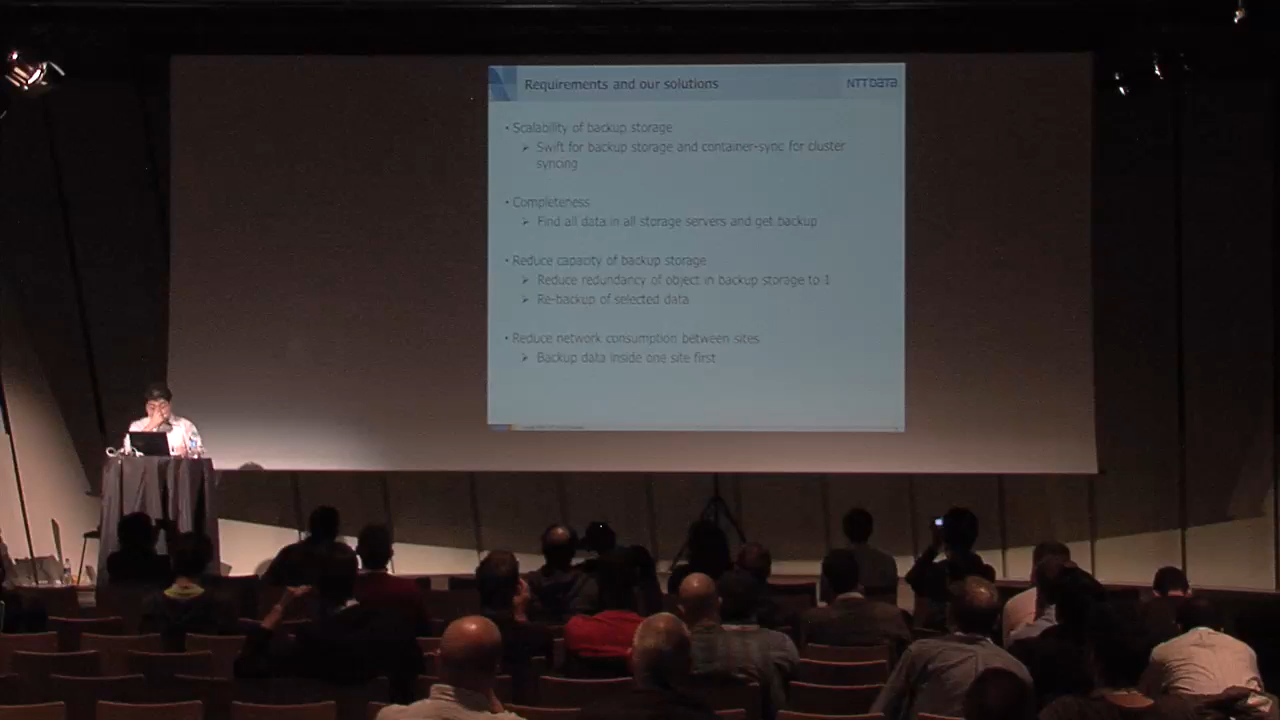 Requirements and our solutions
NTT DATA
• Scalability of backup storage
➤ Swift for backup storage and container-sync for cluster
syncing
• Completeness
➤ Find all data in all storage servers and get backup
• Reduce capacity of backup storage
➤ Reduce redundancy of object in backup storage to 1
➤ Re-backup of selected data
• Reduce network consumption between sites
➤ Backup data inside one site first